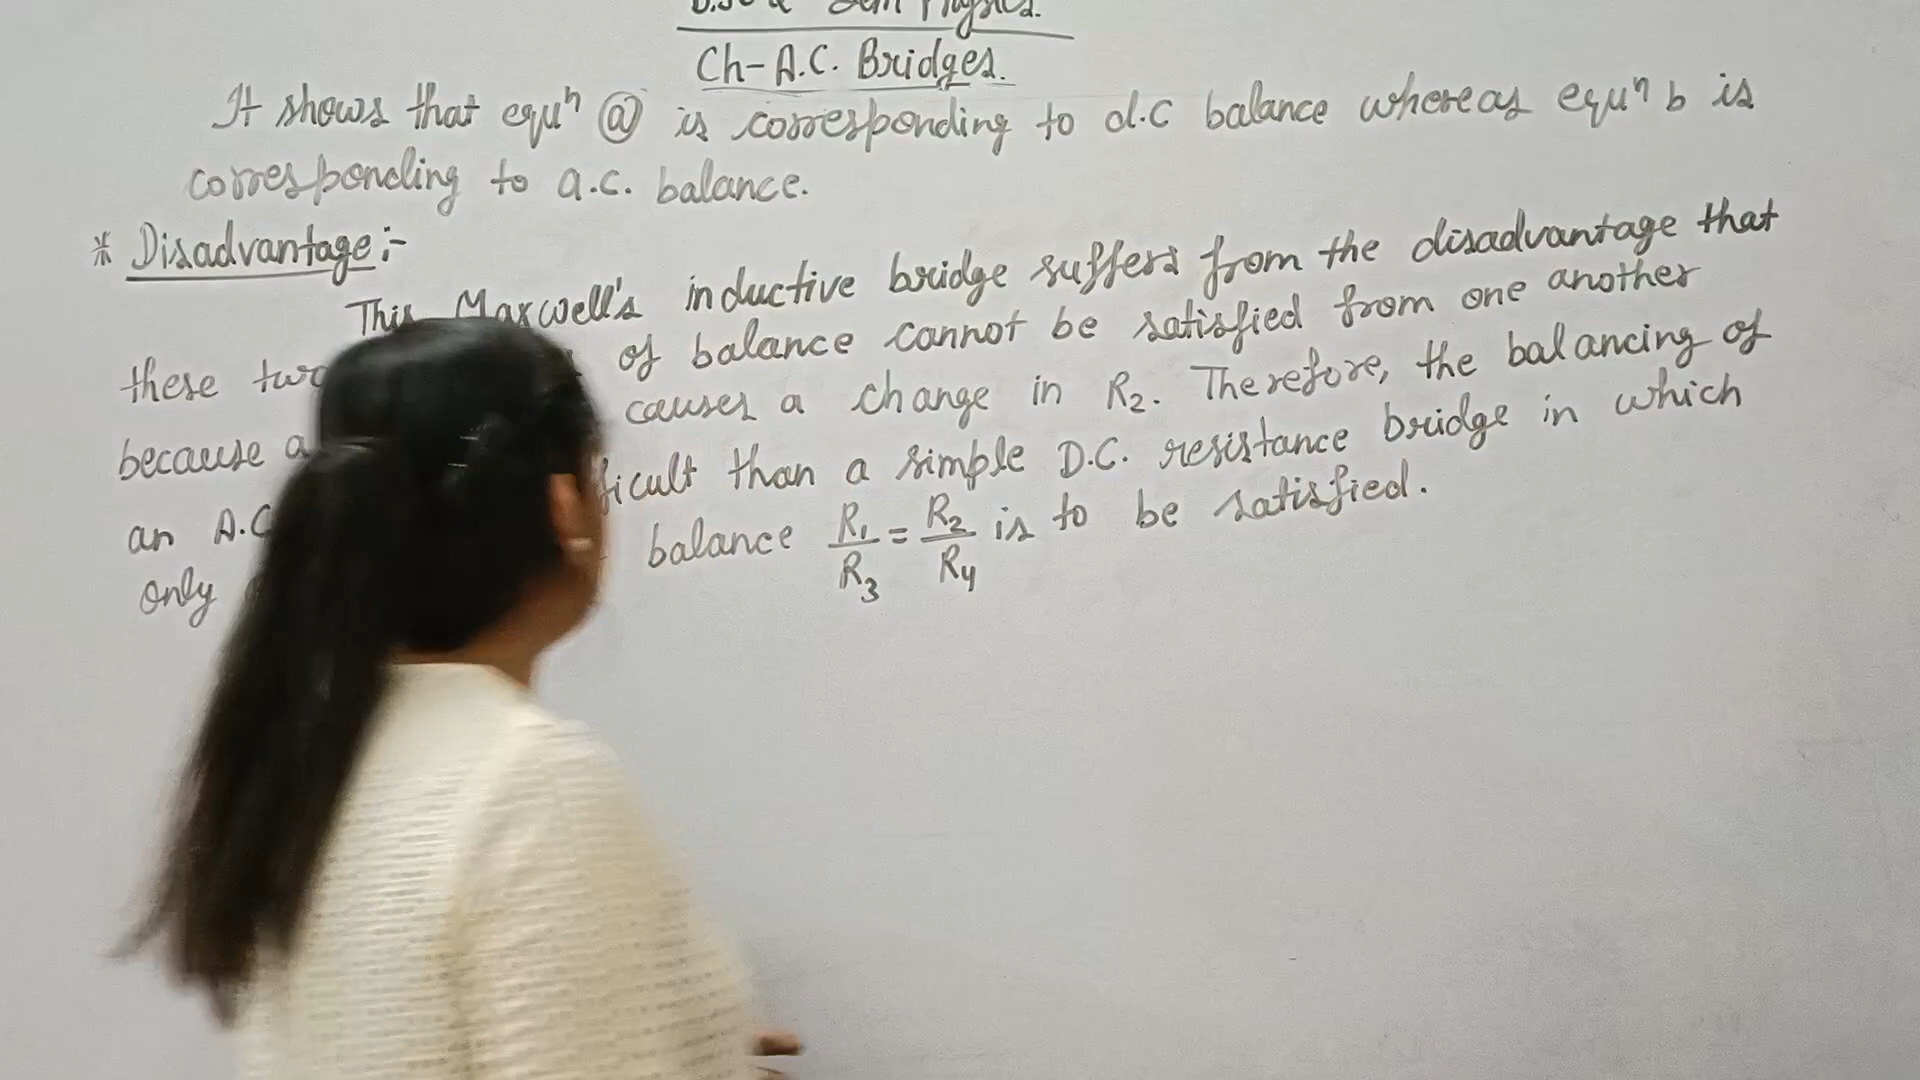 Sem Physics.
Ch-A.C. Bridges.
It shows that equⁿ ⓐ is corresponding to d.c balance whereas equⁿ b is
corresponding to a.c. balance.
* Disadvantage:-
This Maxwell's inductive bridge suffers from the disadvantage that
these two of balance cannot be satisfied from one another
because a causes a change in R₂. Therefore, the balancing of
an A.C than a simple D.C. resistance bridge in which
only balance R₁/R₃ = R₂/R₄ is to be satisfied.